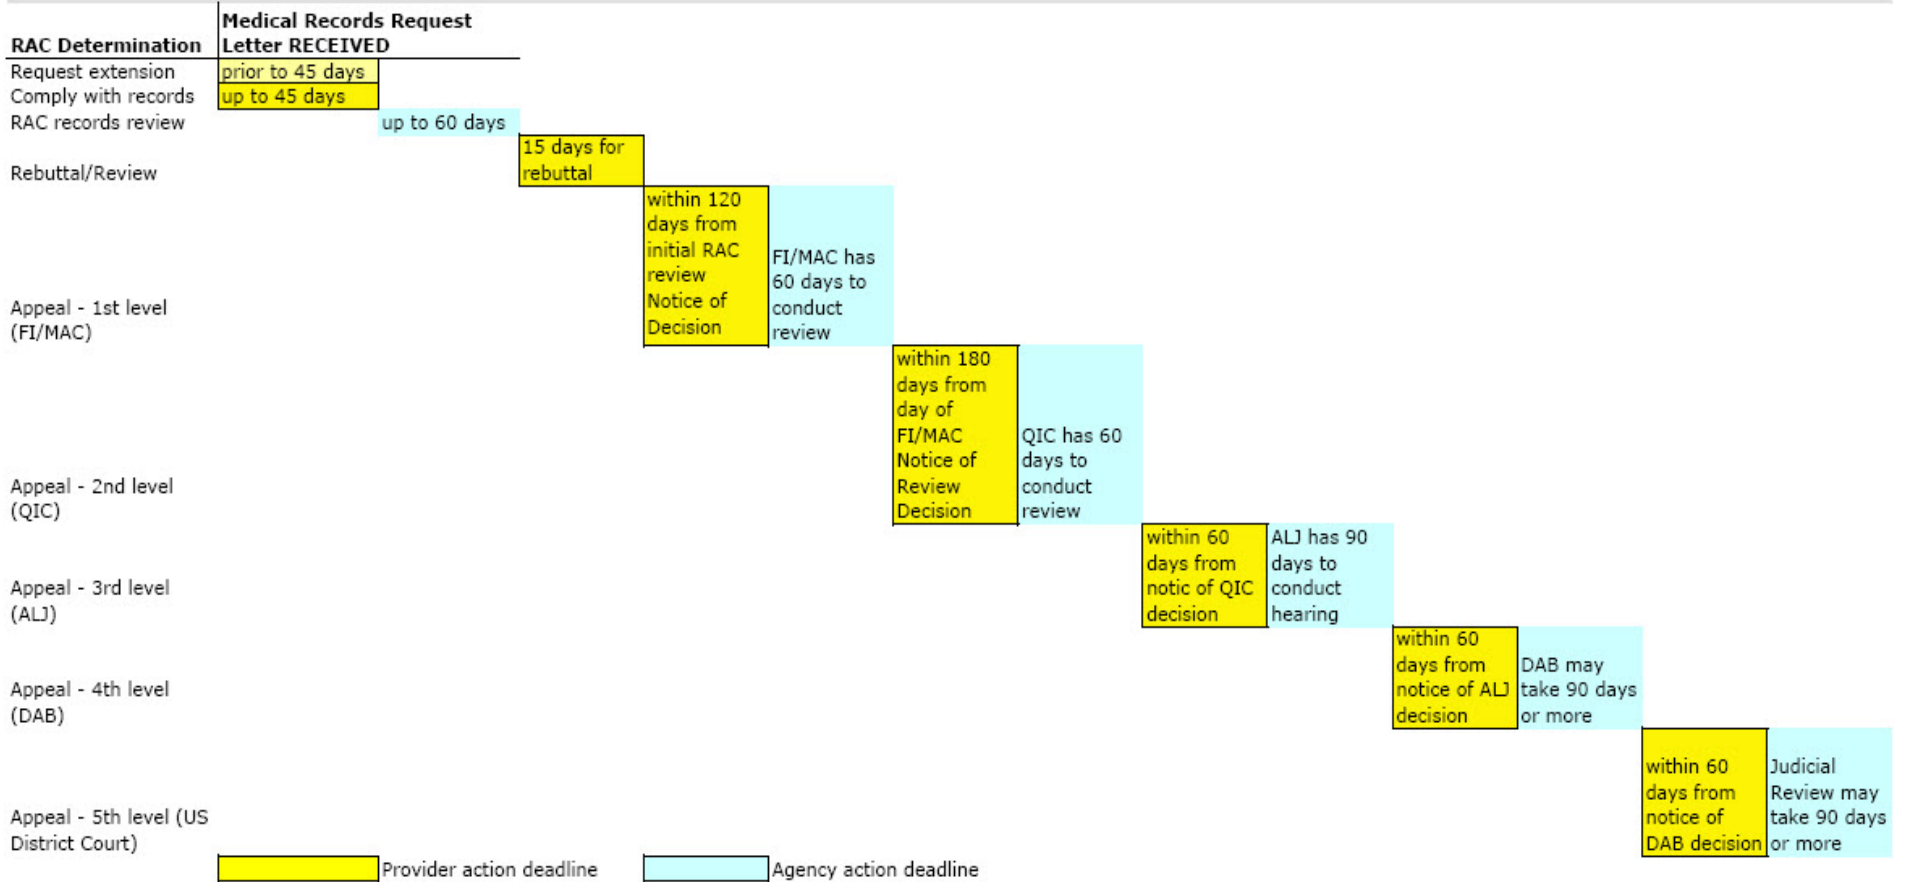 Medical Records Request
RAC Determination Letter RECEIVED
Request extension prior to 45 days
Comply with records up to 45 days
RAC records review up to 60 days
15 days for
Rebuttal/Review rebuttal
within 120
days from
initial RAC
review
Notice of
Decision
FI/MAC has
60 days to
conduct
review
Appeal - 1st level
(FI/MAC)
within 180
days from
day of
FI/MAC
Notice of
Review
Decision
QIC has 60
days to
conduct
review
Appeal - 2nd level
(QIC)
within 60
days from
notic of QIC
decision
ALJ has 90
days to
conduct
hearing
Appeal - 3rd level
(ALJ)
within 60
days from
notice of ALJ
decision
DAB may
take 90 days
or more
Appeal - 4th level
(DAB)
within 60
days from
notice of
DAB decision
Judicial
Review may
take 90 days
or more
Appeal - 5th level (US
District Court)
Provider action deadline Agency action deadline